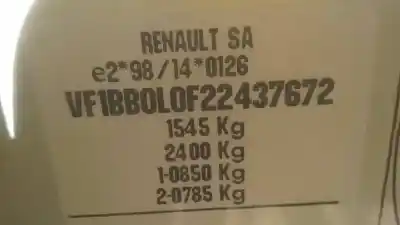 RENAULT SA
e2*98/14*0126
VF1BB0L0F22437672
1545 Kg
2400 Kg
1-0850 Kg
2-0785 Kg